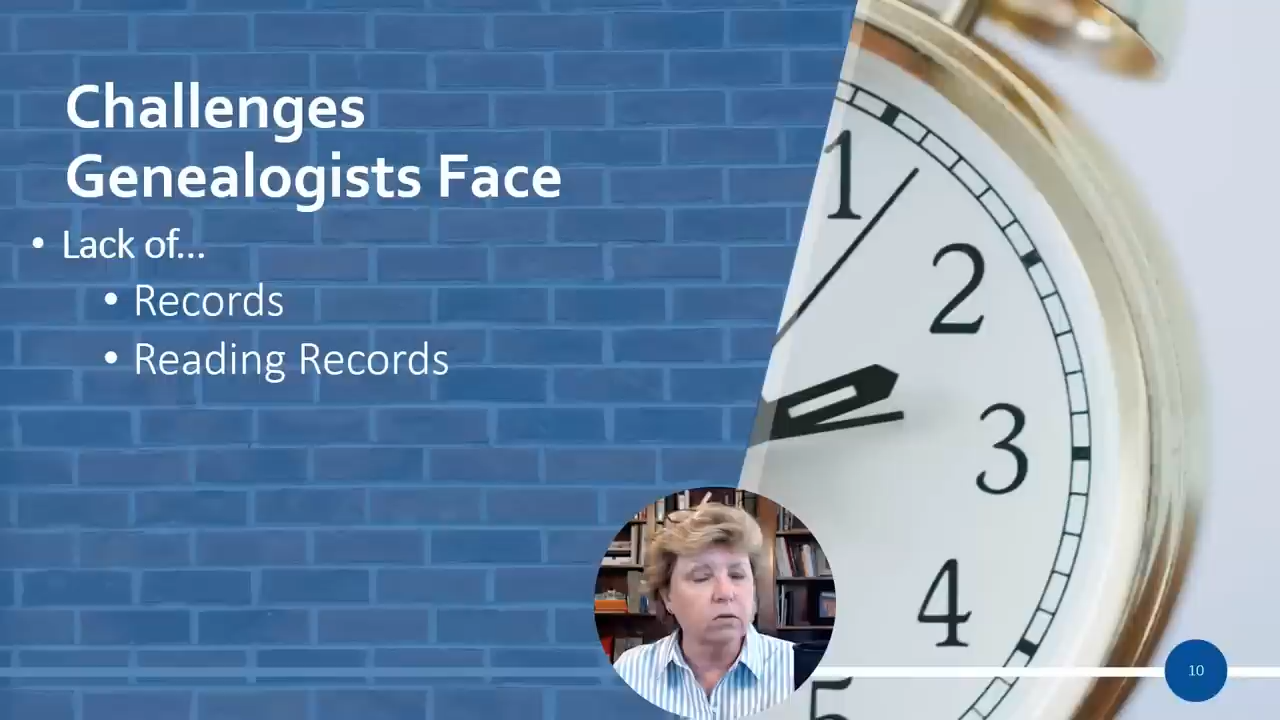 Challenges
Genealogists Face
• Lack of...
• Records
• Reading Records
1
2
3
4
5
10